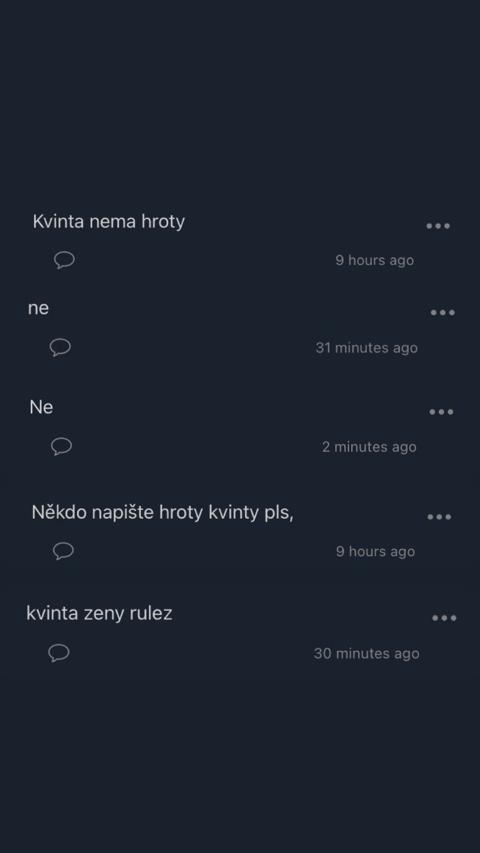 Kvinta nema hroty
9 hours ago
ne
31 minutes ago
Ne
2 minutes ago
Někdo napište hroty kvinty pls,
9 hours ago
kvinta zeny rulez
30 minutes ago